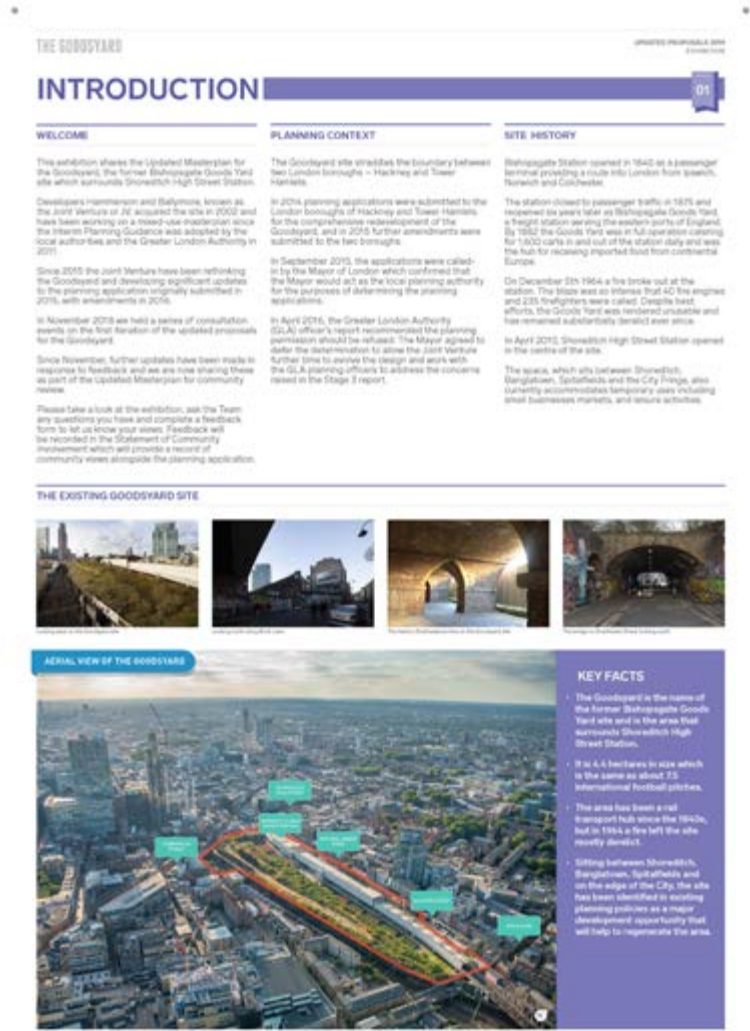 THE GOODSYARD
UPDATED PROPOSALS 2019
EXHIBITION
INTRODUCTION
01
WELCOME
This exhibition shares the Updated Masterplan for
the Goodsyard, the former Bishopsgate Goods Yard
site which surrounds Shoreditch High Street Station.
Developers Hammerson and Ballymore, known as
the Joint Venture or JV, acquired the site in 2002 and
have been working on a mixed-use masterplan since
the Interim Planning Guidance was adopted by the
local authorities and the Greater London Authority in
Since 2015 the Joint Venture have been rethinking
the Goodsyard and developing significant updates
to the planning application originally submitted in
2015, with amendments in 2016.
In November 2018 we held a series of consultation
events on the first iteration of the updated proposals
for the Goodsyard.
Since November, further updates have been made in
response to feedback and we are now sharing these
as part of the Updated Masterplan for community
review.
Please take a look at the exhibition, ask the Team
any questions you have and complete a feedback
form to let us know your views. Feedback will
be recorded in the Statement of Community
Involvement which will provide a record of
community views alongside the planning application.
PLANNING CONTEXT
The Goodsyard site straddles the boundary between
two London boroughs – Hackney and Tower
Hamlets.
In 2014 planning applications were submitted to the
London boroughs of Hackney and Tower Hamlets,
for the comprehensive redevelopment of the
Goodsyard, and in 2015 further amendments were
submitted to the two boroughs.
In September 2015, the applications were called-
in by the Mayor of London which confirmed that
the Mayor would act as the local planning authority
for the purposes of determining the planning
applications.
In April 2016, the Greater London Authority
(GLA) officer's report recommended the planning
permission should be refused. The Mayor agreed to
defer the determination to allow the Joint Venture
further time to evolve the design and work with
the GLA planning officers to address the concerns
raised in the Stage 3 report.
SITE HISTORY
Bishopsgate Station opened in 1840 as a passenger
terminal providing a route into London from Ipswich,
Norwich and Colchester.
The station closed to passenger traffic in 1875 and
reopened six years later as Bishopsgate Goods Yard,
a freight station serving the eastern ports of England.
By 1882 the Goods Yard was in full operation catering
for 1,600 carts in and out of the station daily and was
the hub for receiving imported food from continental
Europe.
On December 5th 1964 a fire broke out at the
station. The blaze was so intense that 40 fire engines
and 235 firefighters were called. Despite best
efforts, the Goods Yard was rendered unusable and
has remained substantially derelict ever since.
In April 2010, Shoreditch High Street Station opened
in the centre of the site.
The space, which sits between Shoreditch,
Banglatown, Spitalfields and the City Fringe, also
currently accommodates temporary uses including
small businesses markets, and leisure activities.
THE EXISTING GOODSYARD SITE
AERIAL VIEW OF THE GOODSYARD
KEY FACTS
The Goodsyard is the name of
the former Bishopsgate Goods
Yard site and is the area that
surrounds Shoreditch High
Street Station.
It is 4.4 hectares in size which
is the same as about 7.5
international football pitches.
The area has been a rail
transport hub since the 1840s,
but in 1964 a fire left the site
mostly derelict.
Sitting between Shoreditch,
Banglatown, Spitalfields and
on the edge of the City, the site
has been identified in existing
planning policies as a major
development opportunity that
will help to regenerate the area.